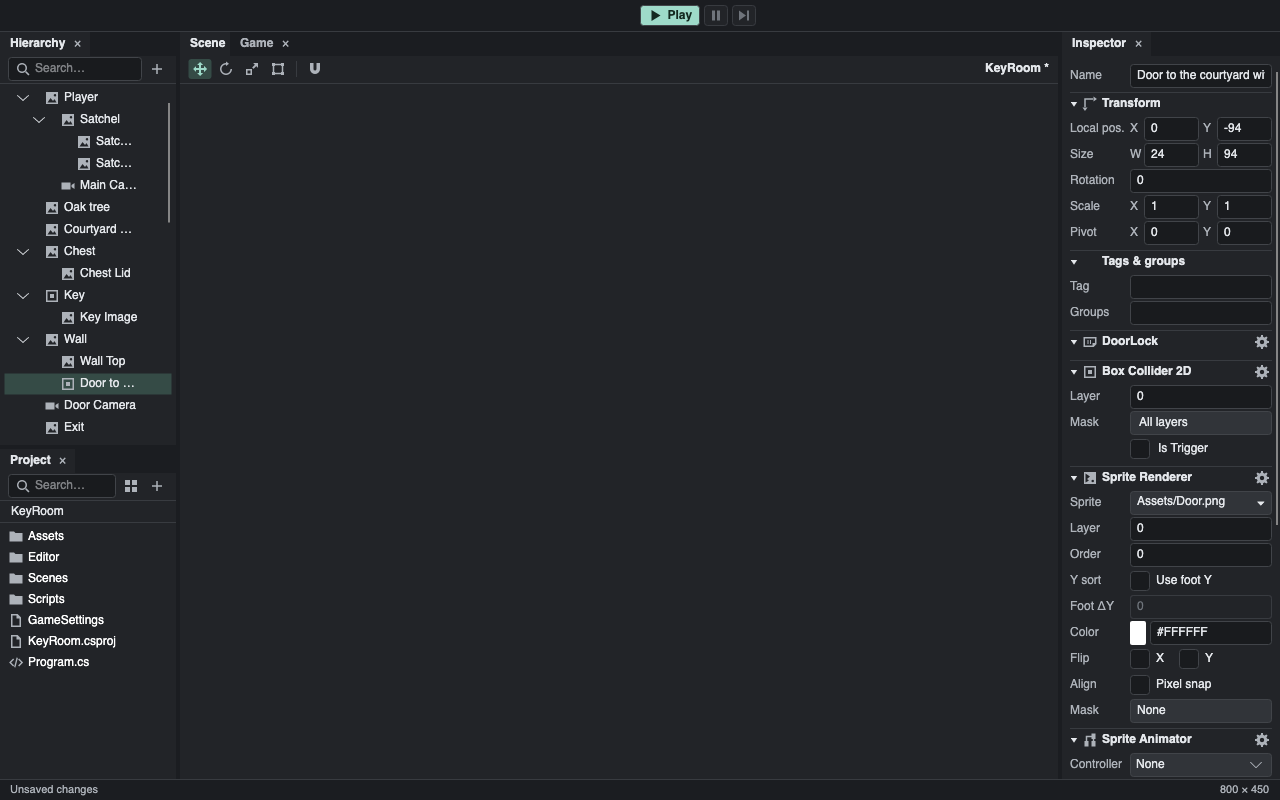 Play
Hierarchy
Search...
Player
Satchel
Satc...
Satc...
Main Ca...
Oak tree
Courtyard ...
Chest
Chest Lid
Key
Key Image
Wall
Wall Top
Door to ...
Door Camera
Exit
Project
Search...
KeyRoom
Assets
Editor
Scenes
Scripts
GameSettings
KeyRoom.csproj
Program.cs
Scene Game
KeyRoom *
Inspector
Name Door to the courtyard wi
Transform
Local pos. X 0 Y -94
Size W 24 H 94
Rotation 0
Scale X 1 Y 1
Pivot X 0 Y 0
Tags & groups
Tag
Groups
DoorLock
Box Collider 2D
Layer 0
Mask All layers
Is Trigger
Sprite Renderer
Sprite Assets/Door.png
Layer 0
Order 0
Y sort Use foot Y
Foot ΔY 0
Color #FFFFFF
Flip X Y
Align Pixel snap
Mask None
Sprite Animator
Controller None
Unsaved changes
800 × 450